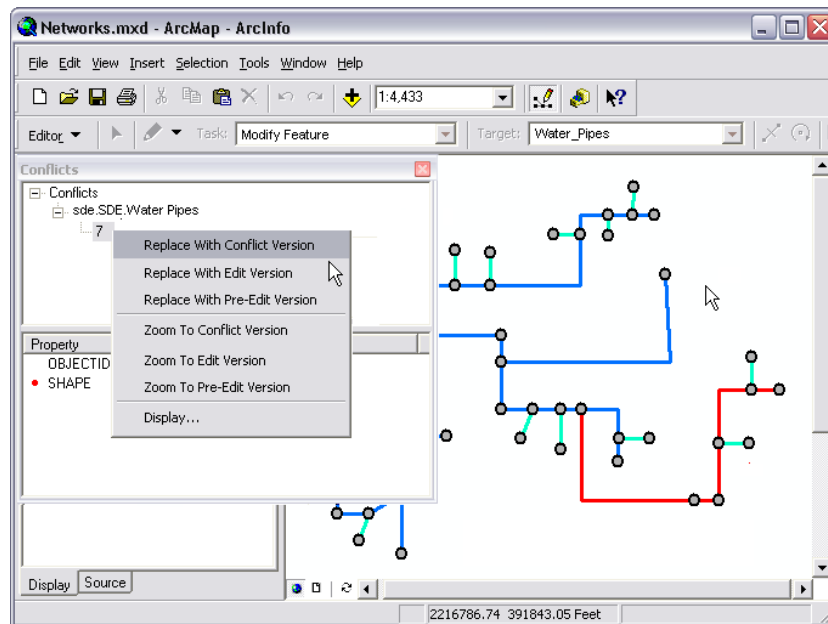 Networks.mxd - ArcMap - ArcInfo
File Edit View Insert Selection Tools Window Help
1:4,433
Editor Task: Modify Feature Target: Water_Pipes
Conflicts
Conflicts
sde.SDE.Water Pipes
7
Replace With Conflict Version
Replace With Edit Version
Replace With Pre-Edit Version
Zoom To Conflict Version
Zoom To Edit Version
Zoom To Pre-Edit Version
Display...
Property
OBJECTID
SHAPE
Display Source
2216786.74 391843.05 Feet